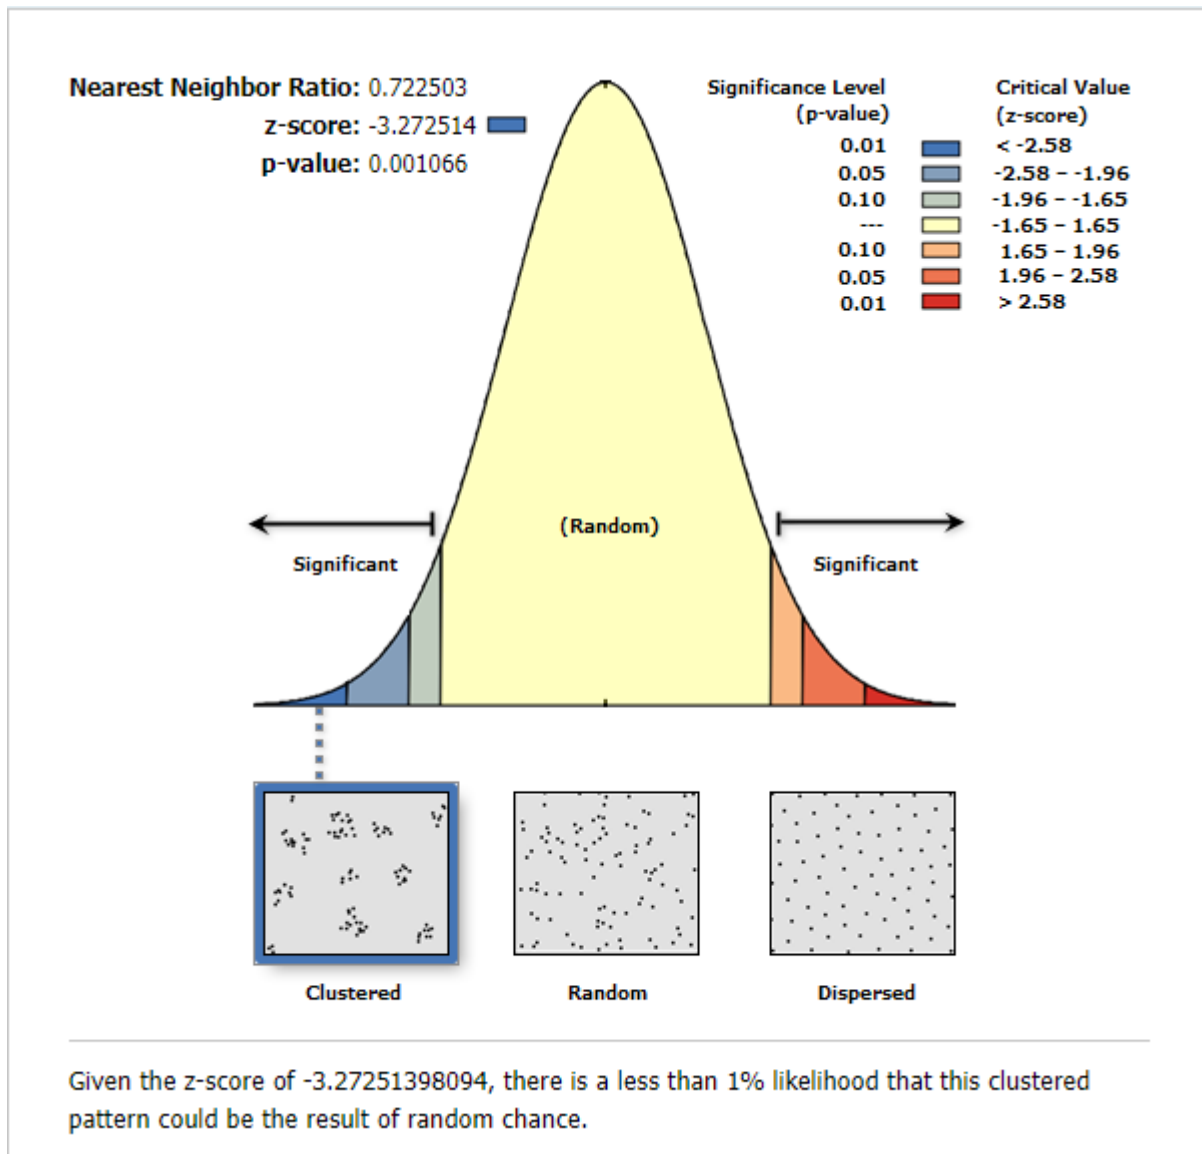 Nearest Neighbor Ratio: 0.722503
z-score: -3.272514
p-value: 0.001066
Significance Level Critical Value
(p-value) (z-score)
0.01 < -2.58
0.05 -2.58 – -1.96
0.10 -1.96 – -1.65
--- -1.65 – 1.65
0.10 1.65 – 1.96
0.05 1.96 – 2.58
0.01 > 2.58
(Random)
Significant Significant
Clustered Random Dispersed
Given the z-score of -3.27251398094, there is a less than 1% likelihood that this clustered
pattern could be the result of random chance.